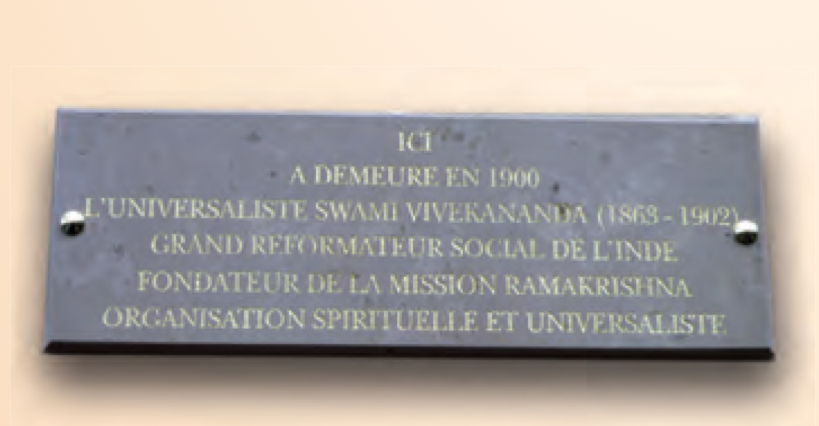 ICI
A DEMEURE EN 1900
L'UNIVERSALISTE SWAMI VIVEKANANDA (1863 - 1902)
GRAND REFORMATEUR SOCIAL DE L'INDE
FONDATEUR DE LA MISSION RAMAKRISHNA
ORGANISATION SPIRITUELLE ET UNIVERSALISTE